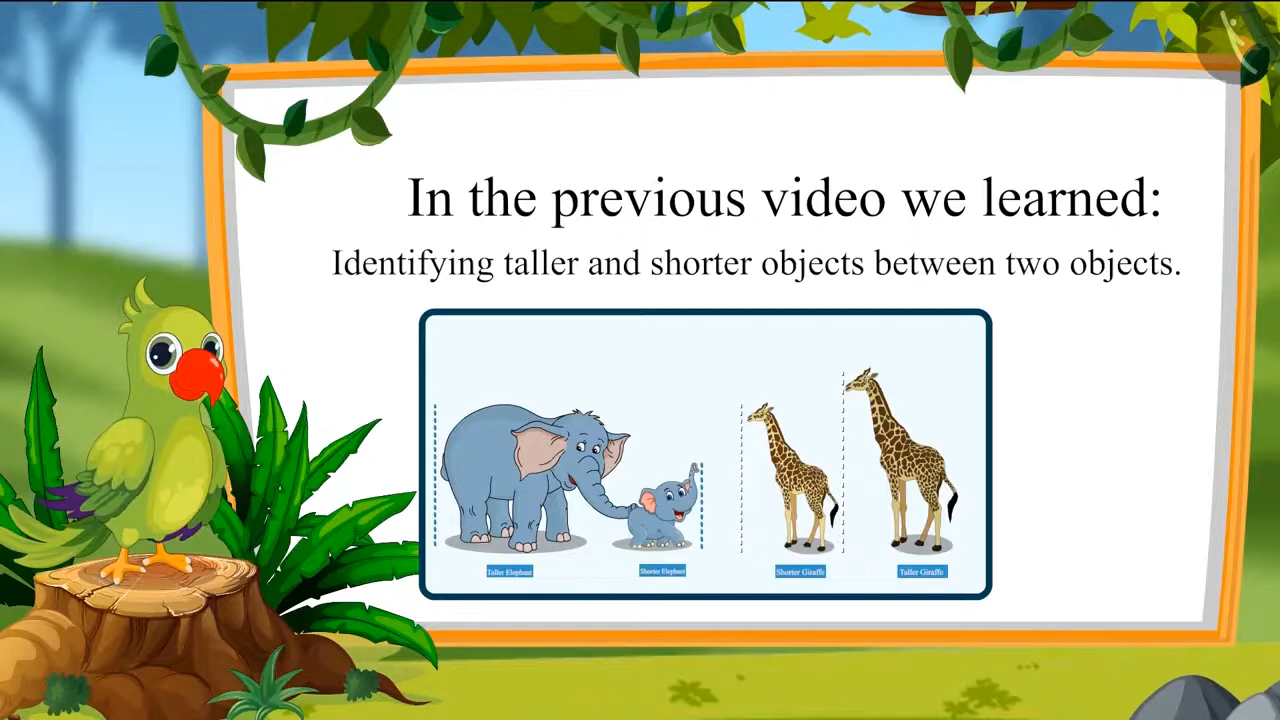 In the previous video we learned:
Identifying taller and shorter objects between two objects.
Taller Elephant
Shorter Elephant
Shorter Giraffe
Taller Giraffe